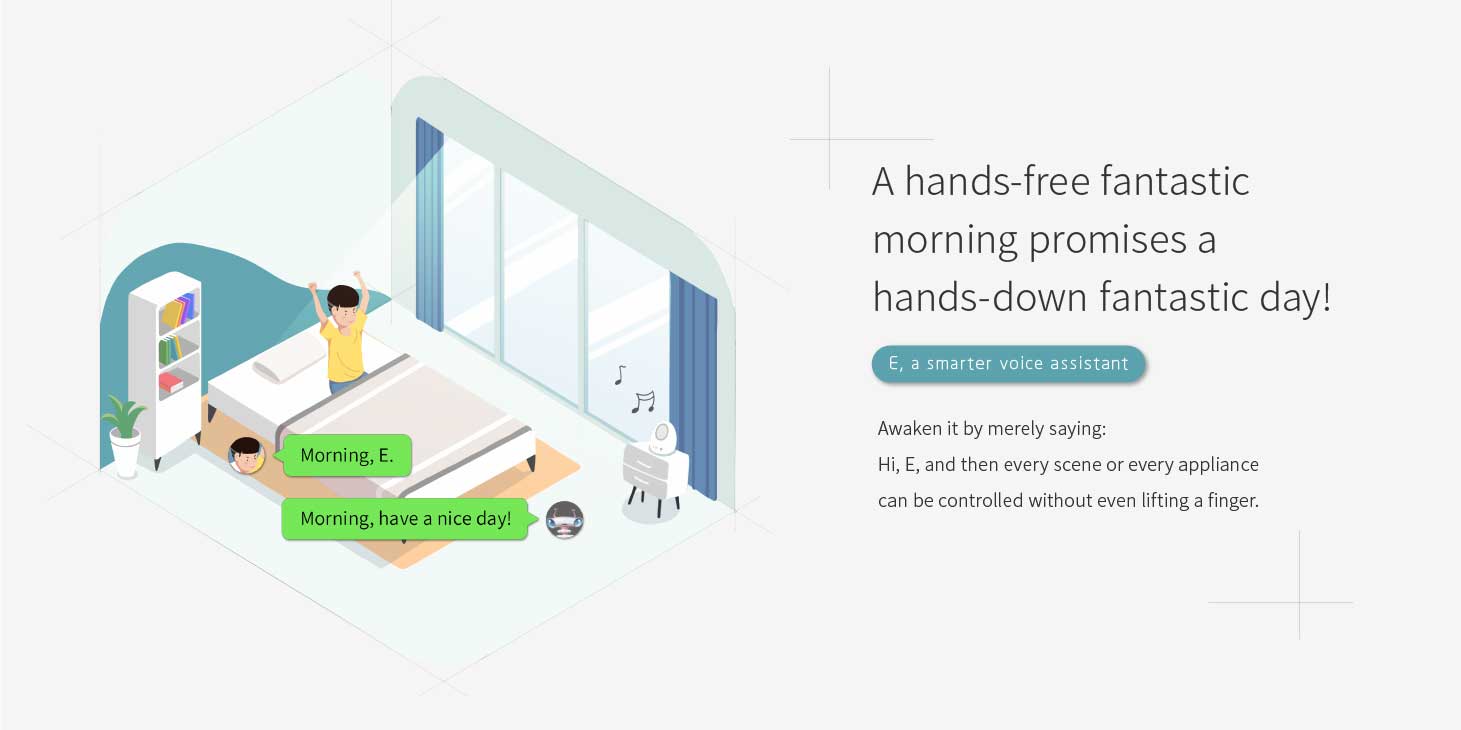 A hands-free fantastic
morning promises a
hands-down fantastic day!
E, a smarter voice assistant
Awaken it by merely saying:
Hi, E, and then every scene or every appliance
can be controlled without even lifting a finger.
Morning, E.
Morning, have a nice day!